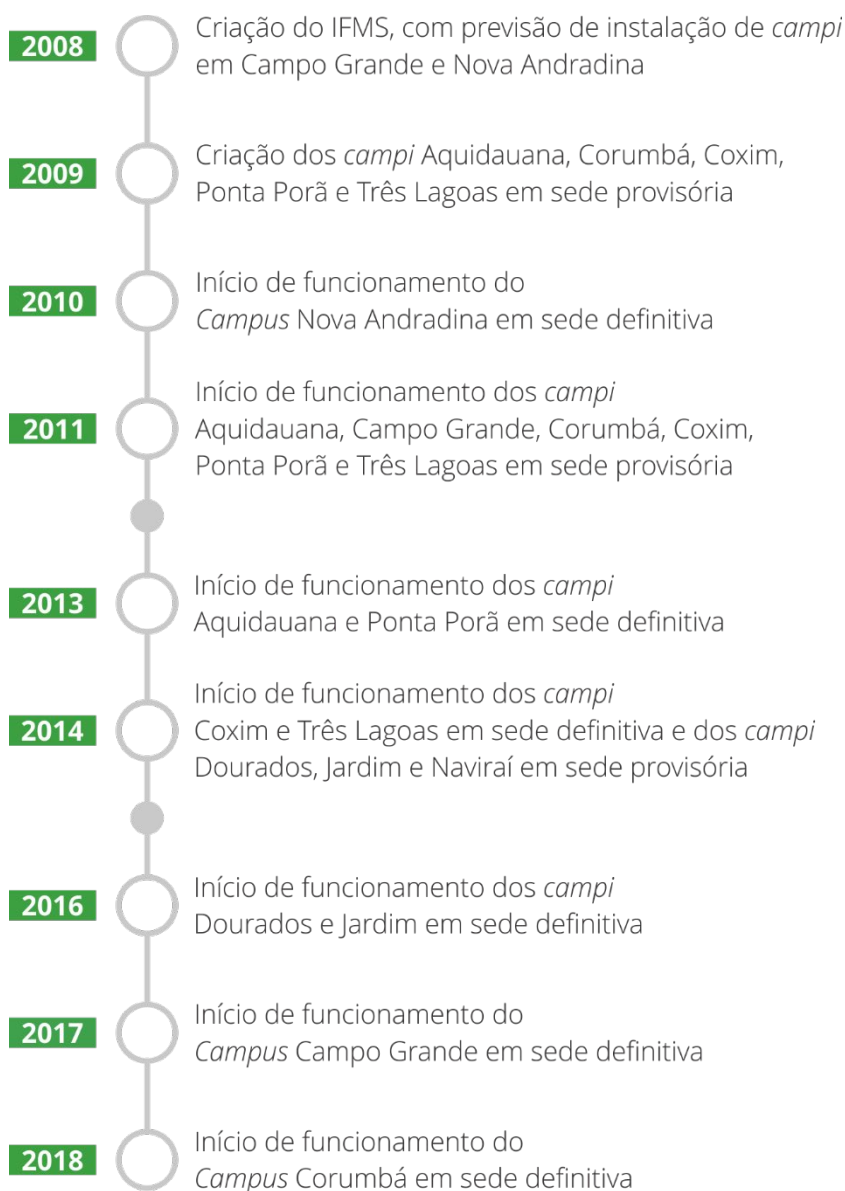 2008
Criação do IFMS, com previsão de instalação de campi
em Campo Grande e Nova Andradina
2009
Criação dos campi Aquidauana, Corumbá, Coxim,
Ponta Porã e Três Lagoas em sede provisória
2010
Início de funcionamento do
Campus Nova Andradina em sede definitiva
2011
Início de funcionamento dos campi
Aquidauana, Campo Grande, Corumbá, Coxim,
Ponta Porã e Três Lagoas em sede provisória
2013
Início de funcionamento dos campi
Aquidauana e Ponta Porã em sede definitiva
2014
Início de funcionamento dos campi
Coxim e Três Lagoas em sede definitiva e dos campi
Dourados, Jardim e Naviraí em sede provisória
2016
Início de funcionamento dos campi
Dourados e Jardim em sede definitiva
2017
Início de funcionamento do
Campus Campo Grande em sede definitiva
2018
Início de funcionamento do
Campus Corumbá em sede definitiva